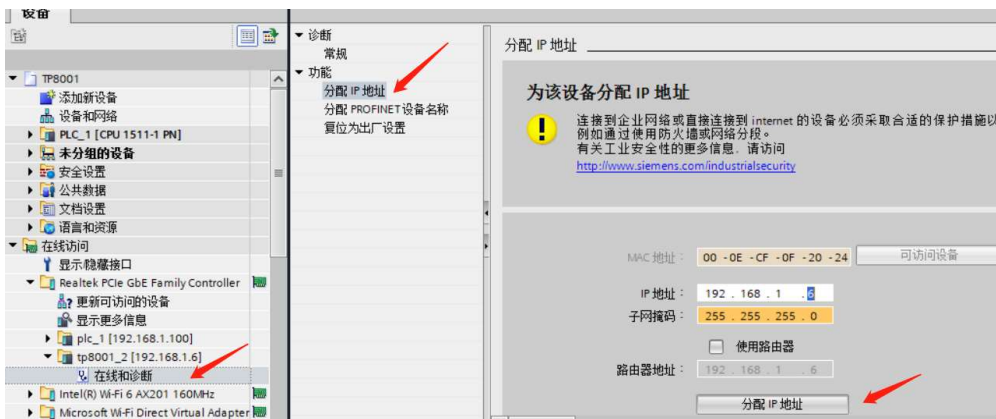 设备
TP8001
添加新设备
设备和网络
PLC_1 [CPU 1511-1 PN]
未分组的设备
安全设置
公共数据
文档设置
语言和资源
在线访问
显示/隐藏接口
Realtek PCIe GbE Family Controller
更新可访问的设备
显示更多信息
plc_1 [192.168.1.100]
tp8001_2 [192.168.1.6]
在线和诊断
Intel(R) Wi-Fi 6 AX201 160MHz
Microsoft Wi-Fi Direct Virtual Adapter
诊断
常规
功能
分配 IP 地址
分配 PROFINET 设备名称
复位为出厂设置
分配 IP 地址
为该设备分配 IP 地址
连接到企业网络或直接连接到 internet 的设备必须采取合适的保护措施以
例如通过使用防火墙或网络分段。
有关工业安全性的更多信息，请访问
http://www.siemens.com/industrialsecurity
MAC 地址： 00 -0E -CF -0F -20 -24 可访问设备
IP 地址： 192 . 168 . 1 . 6
子网掩码： 255 . 255 . 255 . 0
使用路由器
路由器地址： 192 . 168 . 1 . 6
分配 IP 地址